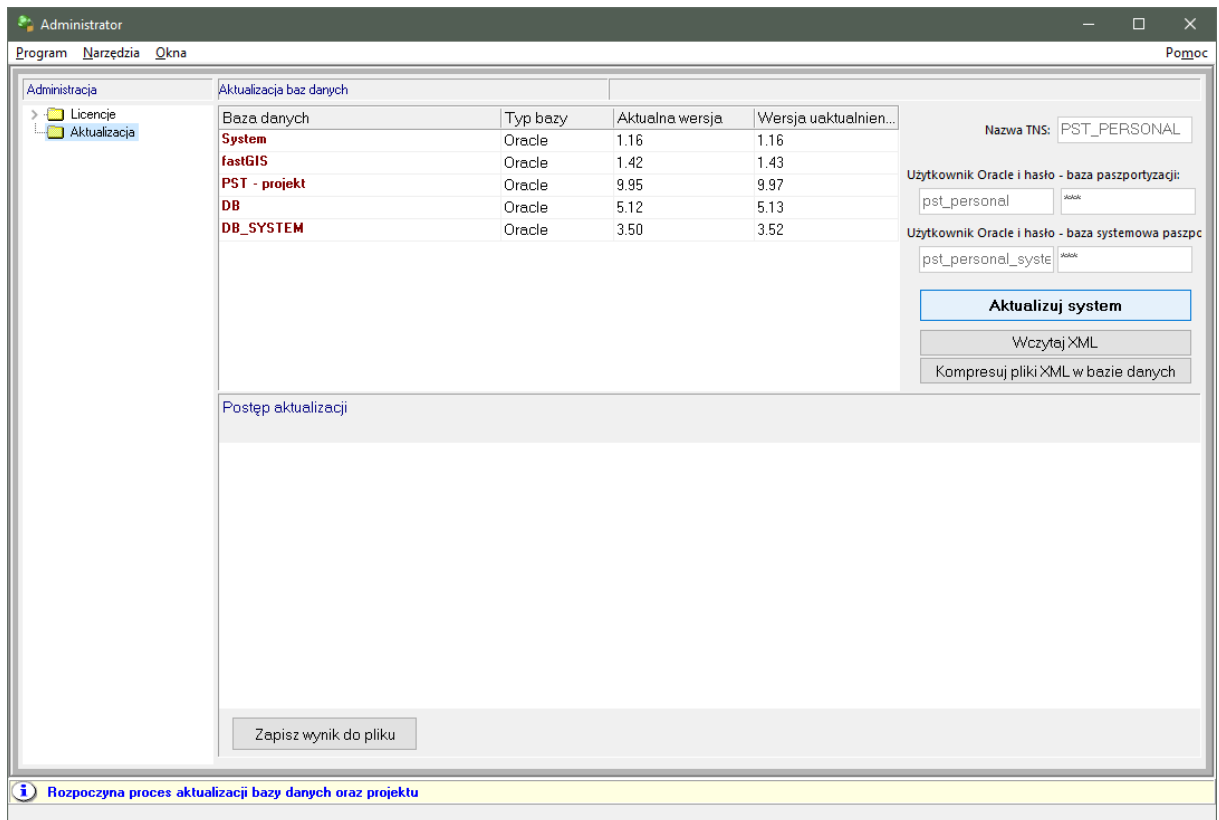 Administrator
Program Narzędzia Okna Pomoc
Administracja
Licencje
Aktualizacja
Aktualizacja baz danych
Baza danych Typ bazy Aktualna wersja Wersja uaktualnien...
System Oracle 1.16 1.16
fastGIS Oracle 1.42 1.43
PST - projekt Oracle 9.95 9.97
DB Oracle 5.12 5.13
DB_SYSTEM Oracle 3.50 3.52
Nazwa TNS: PST_PERSONAL
Użytkownik Oracle i hasło - baza paszportyzacji:
pst_personal ****
Użytkownik Oracle i hasło - baza systemowa paszpc
pst_personal_syste ****
Aktualizuj system
Wczytaj XML
Kompresuj pliki XML w bazie danych
Postęp aktualizacji
Zapisz wynik do pliku
Rozpoczyna proces aktualizacji bazy danych oraz projektu